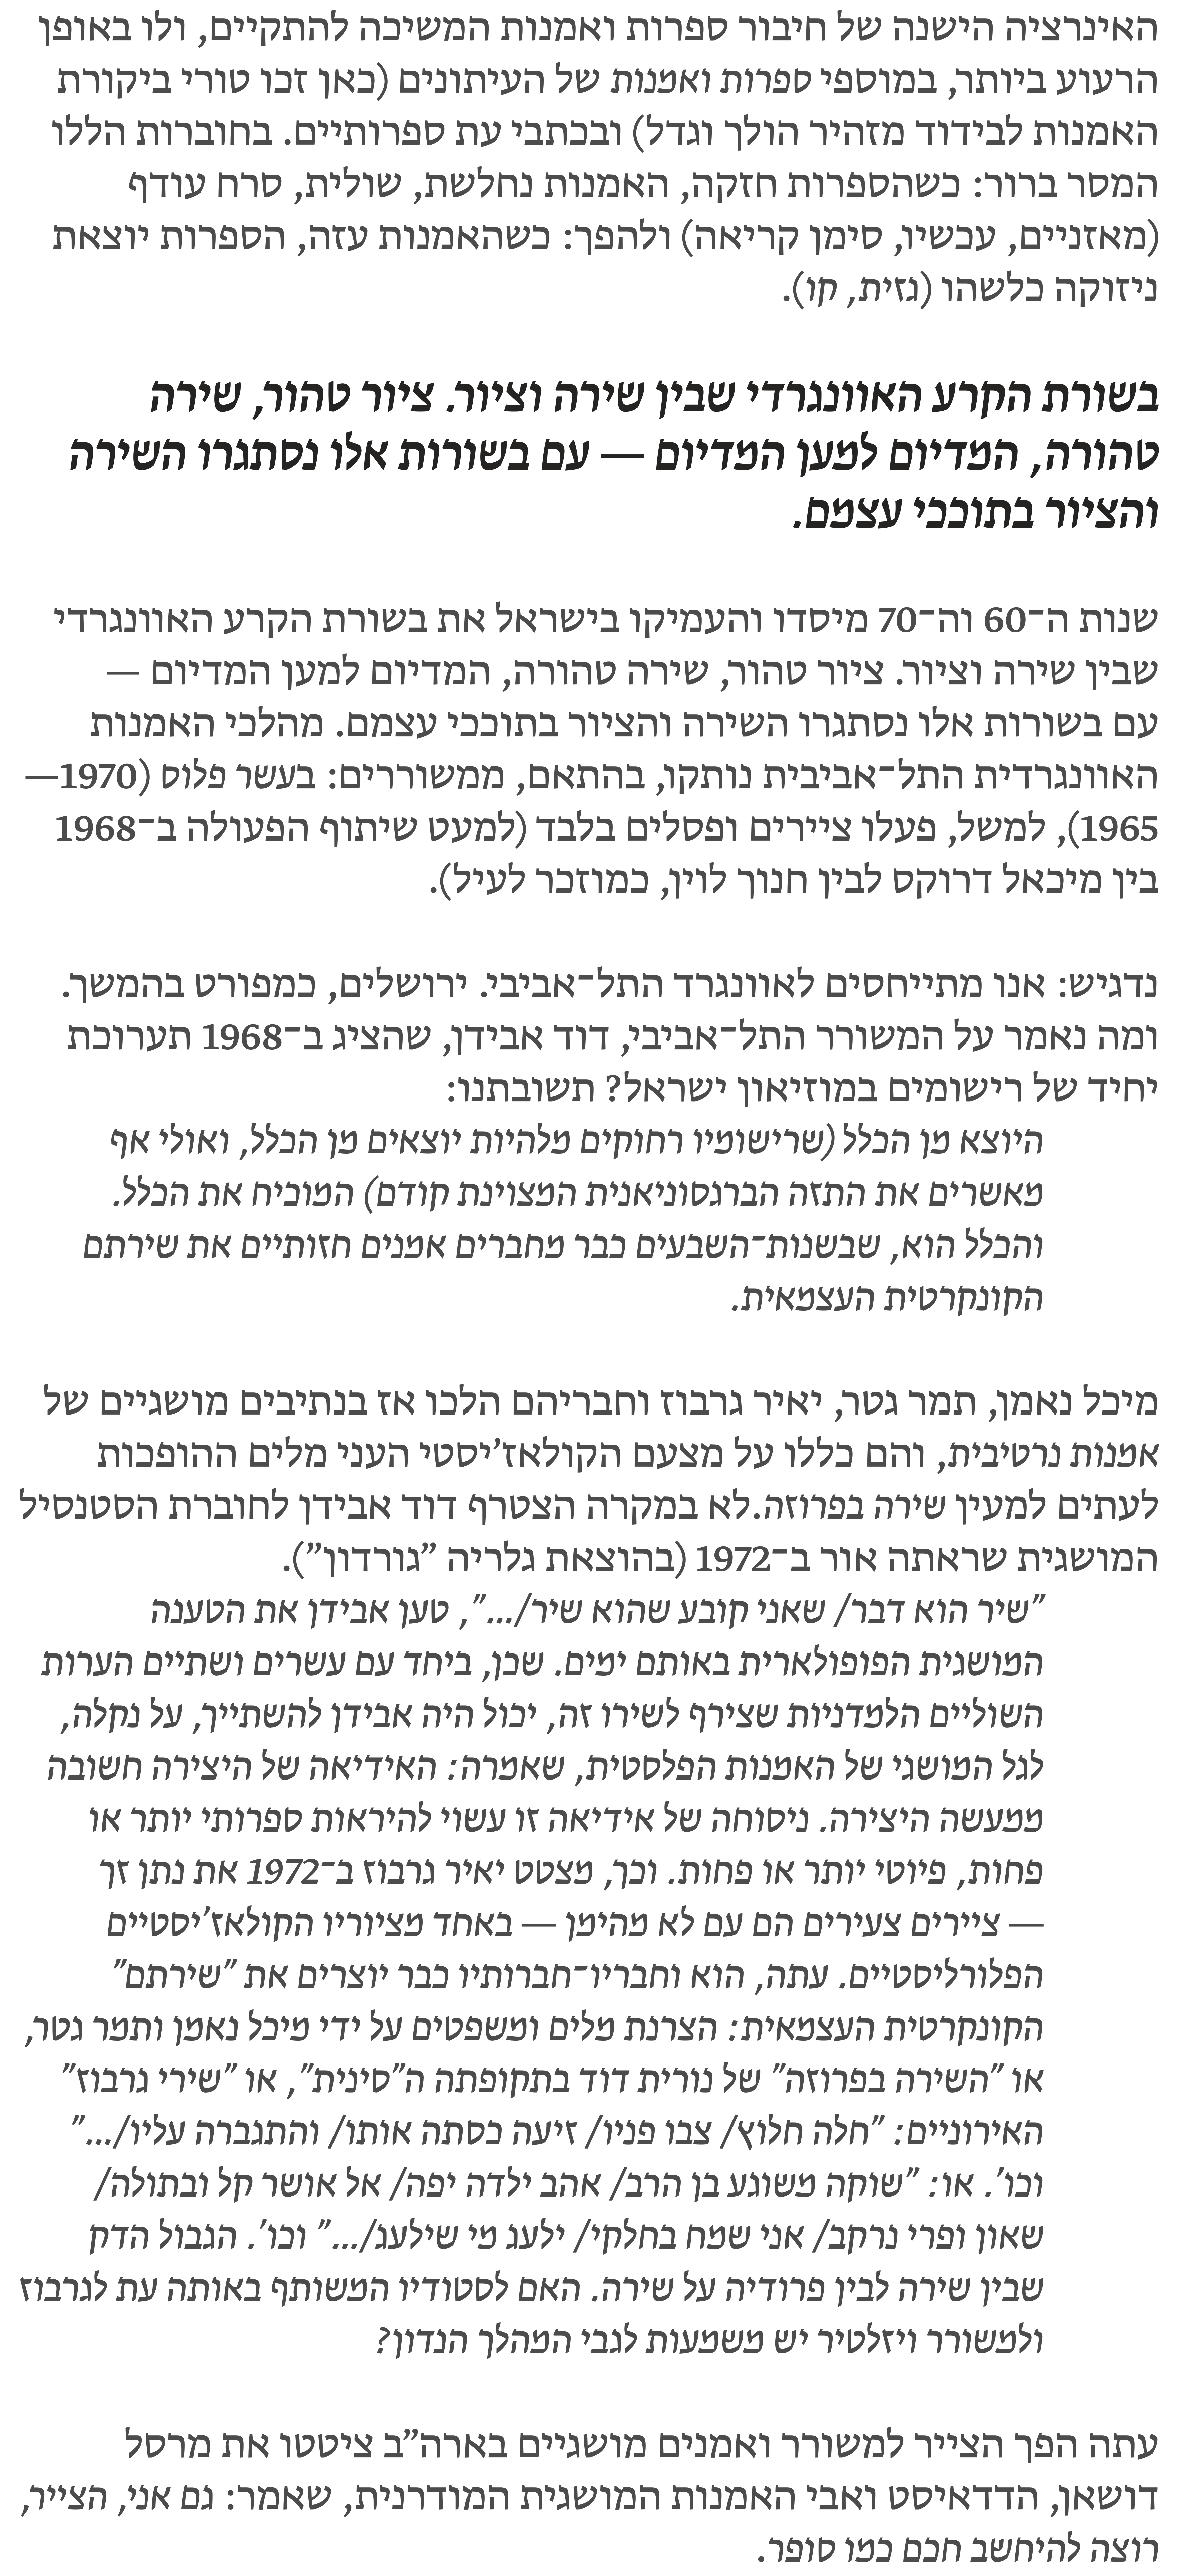 האינרציה הישנה של חיבור ספרות ואמנות המשיכה להתקיים, ולו באופן
הרעוע ביותר, במוספי ספרות ואמנות של העיתונים (כאן זכו טורי ביקורת
האמנות לבידוד מזהיר הולך וגדל) ובכתבי עת ספרותיים. בחוברות הללו
המסר ברור: כשהספרות חזקה, האמנות נחלשת, שולית, סרח עודף
(מאזניים, עכשיו, סימן קריאה) ולהפך: כשהאמנות עזה, הספרות יוצאת
ניזוקה כלשהו (גזית, קו).
בשורת הקרע האוונגרדי שבין שירה וציור. ציור טהור, שירה
טהורה, המדיום למען המדיום — עם בשורות אלו נסתגרו השירה
והציור בתוככי עצמם.
שנות ה־60 וה־70 מיסדו והעמיקו בישראל את בשורת הקרע האוונגרדי
שבין שירה וציור. ציור טהור, שירה טהורה, המדיום למען המדיום —
עם בשורות אלו נסתגרו השירה והציור בתוככי עצמם. מהלכי האמנות
האוונגרדית התל־אביבית נותקו, בהתאם, ממשוררים: בעשר פלוס (1970—
1965), למשל, פעלו ציירים ופסלים בלבד (למעט שיתוף הפעולה ב־1968
בין מיכאל דרוקס לבין חנוך לוין, כמוזכר לעיל).
נדגיש: אנו מתייחסים לאוונגרד התל־אביבי. ירושלים, כמפורט בהמשך.
ומה נאמר על המשורר התל־אביבי, דוד אבידן, שהציג ב־1968 תערוכת
יחיד של רישומים במוזיאון ישראל? תשובתנו:
היוצא מן הכלל (שרישומיו רחוקים מלהיות יוצאים מן הכלל, ואולי אף
מאשרים את התזה הברגסוניאנית המצוינת קודם) המוכיח את הכלל.
והכלל הוא, שבשנות־השבעים כבר מחברים אמנים חזותיים את שירתם
הקונקרטית העצמאית.
מיכל נאמן, תמר גטר, יאיר גרבוז וחבריהם הלכו אז בנתיבים מושגיים של
אמנות נרטיבית, והם כללו על מצעם הקולאז׳יסטי העני מלים ההופכות
לעתים למעין שירה בפרוזה.לא במקרה הצטרף דוד אבידן לחוברת הסטנסיל
המושגית שראתה אור ב־1972 (בהוצאת גלריה ״גורדון״).
״שיר הוא דבר/ שאני קובע שהוא שיר/...״, טען אבידן את הטענה
המושגית הפופולארית באותם ימים. שכן, ביחד עם עשרים ושתיים הערות
השוליים הלמדניות שצירף לשירו זה, יכול היה אבידן להשתייך, על נקלה,
לגל המושגי של האמנות הפלסטית, שאמרה: האידיאה של היצירה חשובה
ממעשה היצירה. ניסוחה של אידיאה זו עשוי להיראות ספרותי יותר או
פחות, פיוטי יותר או פחות. וכך, מצטט יאיר גרבוז ב־1972 את נתן זך
— ציירים צעירים הם עם לא מהימן — באחד מציוריו הקולאז׳יסטיים
הפלורליסטיים. עתה, הוא וחבריו־חברותיו כבר יוצרים את ״שירתם״
הקונקרטית העצמאית: הצרנת מלים ומשפטים על ידי מיכל נאמן ותמר גטר,
או ״השירה בפרוזה״ של נורית דוד בתקופתה ה״סינית״, או ״שירי גרבוז״
האירוניים: ״חלה חלוץ/ צבו פניו/ זיעה כסתה אותו/ והתגברה עליו/...״
וכו׳. או: ״שוקה משוגע בן הרב/ אהב ילדה יפה/ אל אושר קל ובתולה/
שאון ופרי נרקב/ אני שמח בחלקי/ ילעג מי שילעג/...״ וכו׳. הגבול הדק
שבין שירה לבין פרודיה על שירה. האם לסטודיו המשותף באותה עת לגרבוז
ולמשורר ויזלטיר יש משמעות לגבי המהלך הנדון?
עתה הפך הצייר למשורר ואמנים מושגיים בארה״ב ציטטו את מרסל
דושאן, הדדאיסט ואבי האמנות המושגית המודרנית, שאמר: גם אני, הצייר,
רוצה להיחשב חכם כמו סופר.